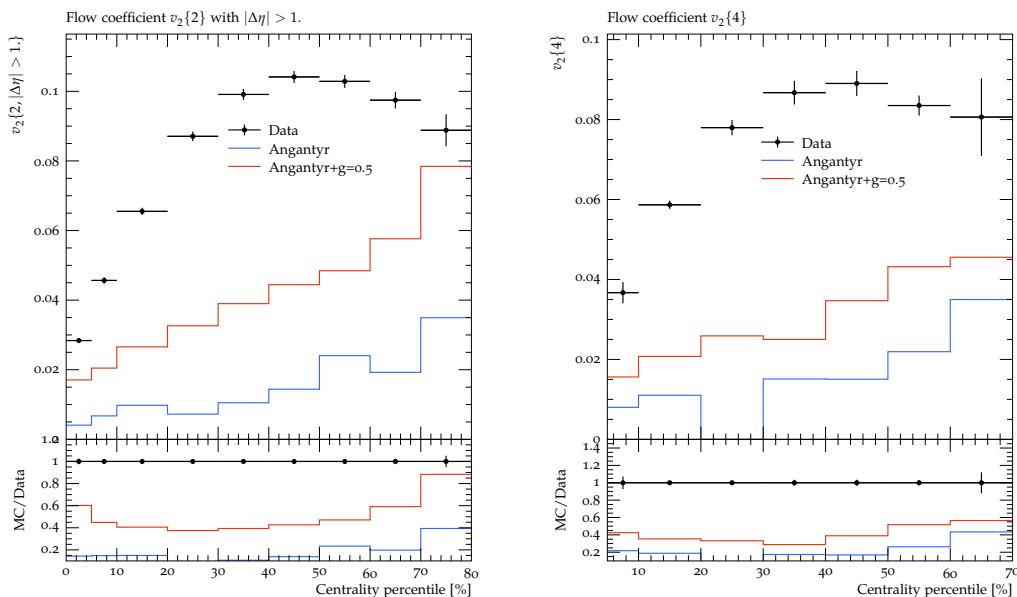 Flow coefficient v₂{2} with |Δη| > 1.
v₂{2, |Δη| > 1.}
0.1
0.08
0.06
0.04
0.02
0
Data
Angantyr
Angantyr+g=0.5
MC/Data
1.2
1.0
0.8
0.6
0.4
0.2
0 10 20 30 40 50 60 70 80
Centrality percentile [%]
Flow coefficient v₂{4}
v₂{4}
0.1
0.08
0.06
0.04
0.02
0
Data
Angantyr
Angantyr+g=0.5
MC/Data
1.4
1.2
1.0
0.8
0.6
0.4
0.2
10 20 30 40 50 60 70
Centrality percentile [%]